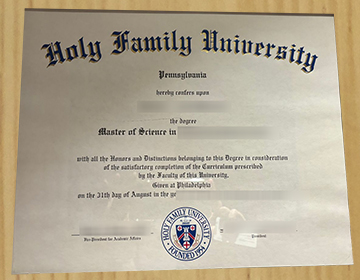 Holy Family University
Pennsylvania
hereby confers upon
the degree
Master of Science in
with all the Honors and Distinctions belonging to this Degree in consideration
of the satisfactory completion of the Curriculum prescribed
by the Faculty of this University.
Given at Philadelphia
on the 31th day of August in the ye
Vice-President for Academic Affairs
President
HOLY FAMILY UNIVERSITY
FOUNDED 1954